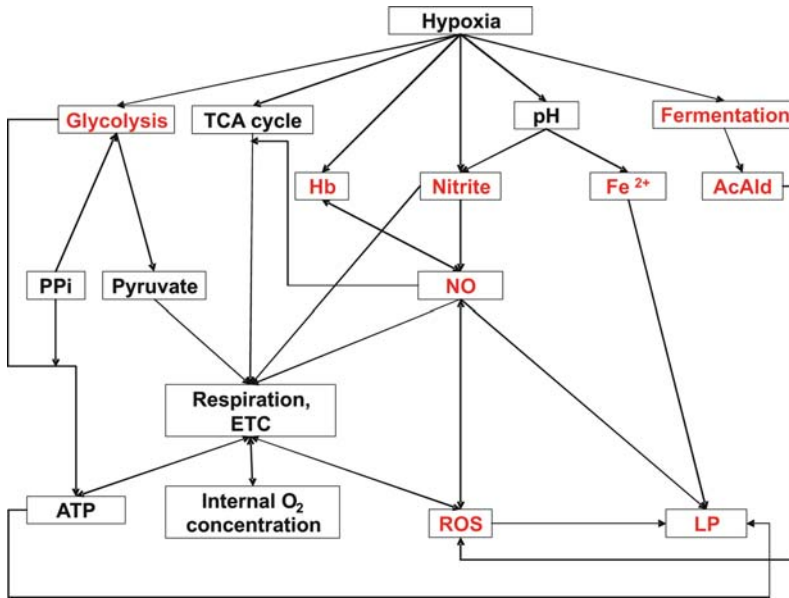 Hypoxia
Glycolysis
TCA cycle
pH
Fermentation
Hb
Nitrite
Fe 2+
AcAld
PPi
Pyruvate
NO
Respiration,
ETC
ATP
Internal O2
concentration
ROS
LP